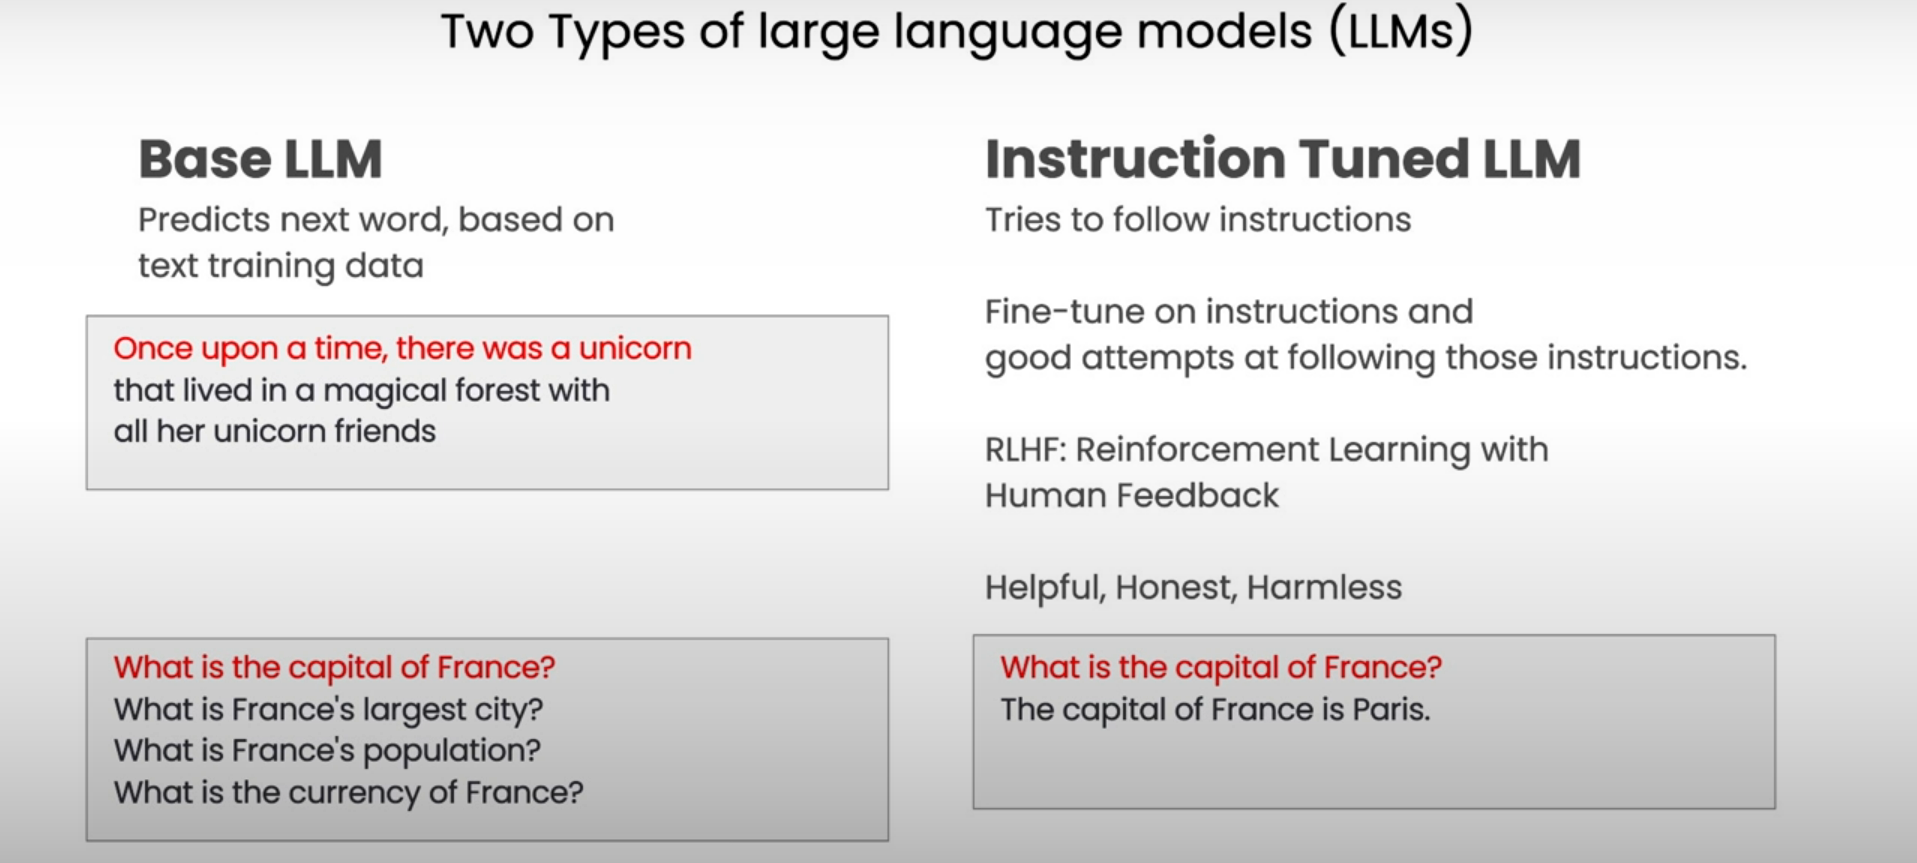 Two Types of large language models (LLMs)
Base LLM
Predicts next word, based on
text training data
Once upon a time, there was a unicorn
that lived in a magical forest with
all her unicorn friends
What is the capital of France?
What is France's largest city?
What is France's population?
What is the currency of France?
Instruction Tuned LLM
Tries to follow instructions
Fine-tune on instructions and
good attempts at following those instructions.
RLHF: Reinforcement Learning with
Human Feedback
Helpful, Honest, Harmless
What is the capital of France?
The capital of France is Paris.